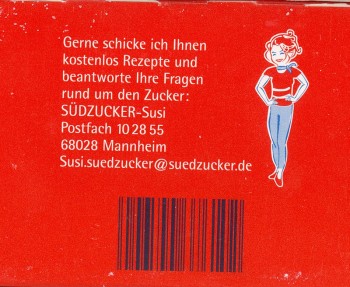 Gerne schicke ich Ihnen
kostenlos Rezepte und
beantworte Ihre Fragen
rund um den Zucker:
SÜDZUCKER-Susi
Postfach 10 28 55
68028 Mannheim
Susi.suedzucker@suedzucker.de